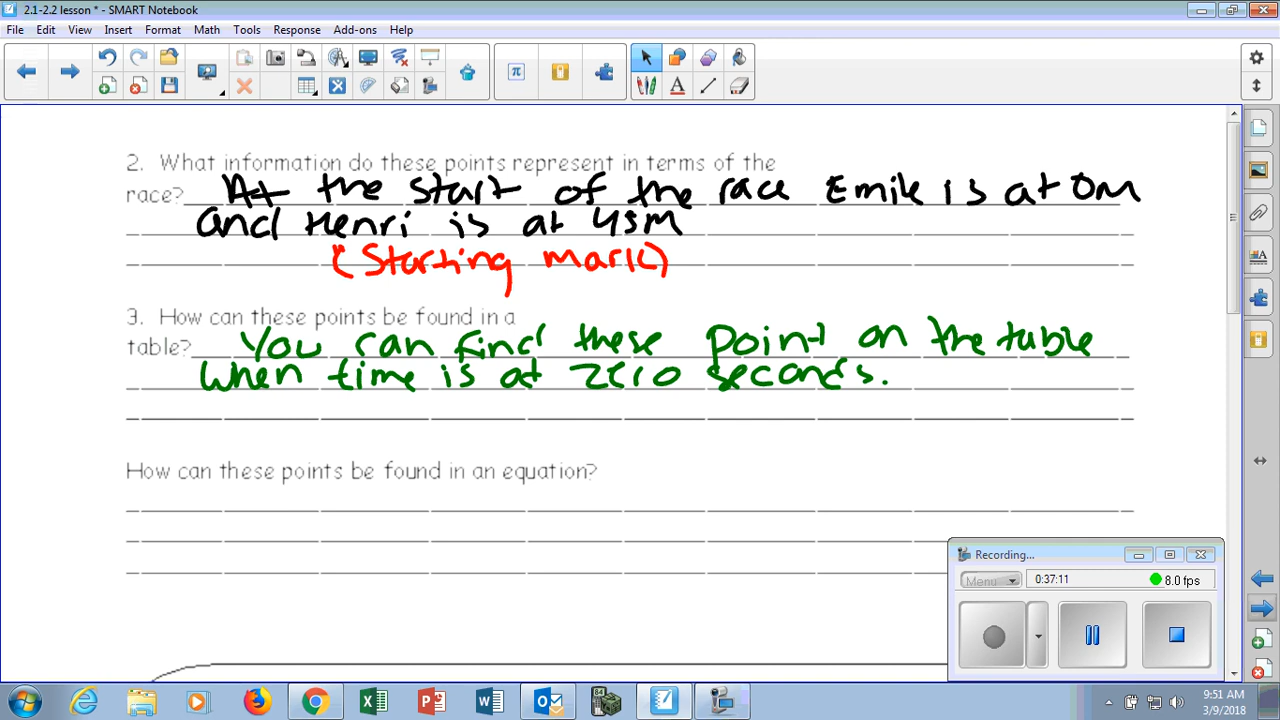 2.1-2.2 lesson * - SMART Notebook
File Edit View Insert Format Math Tools Response Add-ons Help
2. What information do these points represent in terms of the
race? At the start of the race Emile is at 0M
and Henri is at 45M
(Starting mark)
3. How can these points be found in a
table? You can find these point on the table
when time is at zero seconds.
How can these points be found in an equation?
Recording...
Menu 0:37:11 8.0 fps
9:51 AM
3/9/2018